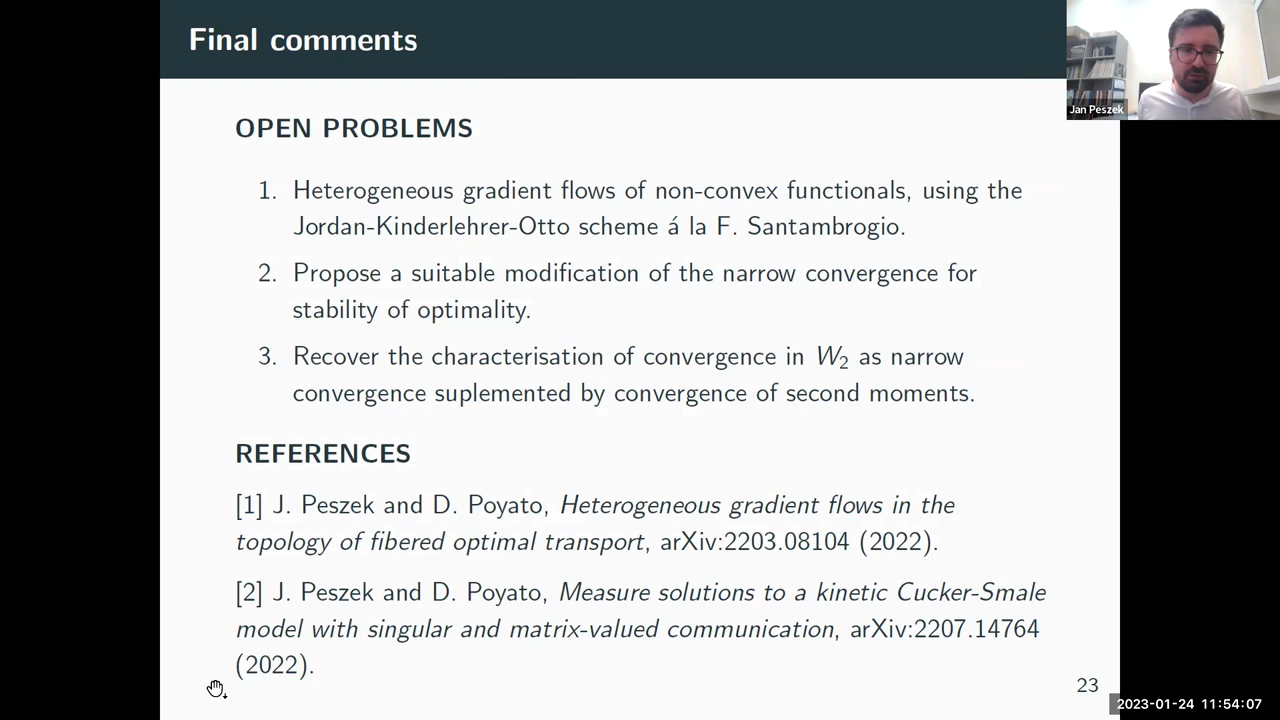 Final comments
Jan Peszek
OPEN PROBLEMS
1. Heterogeneous gradient flows of non-convex functionals, using the
Jordan-Kinderlehrer-Otto scheme á la F. Santambrogio.
2. Propose a suitable modification of the narrow convergence for
stability of optimality.
3. Recover the characterisation of convergence in W₂ as narrow
convergence suplemented by convergence of second moments.
REFERENCES
[1] J. Peszek and D. Poyato, Heterogeneous gradient flows in the
topology of fibered optimal transport, arXiv:2203.08104 (2022).
[2] J. Peszek and D. Poyato, Measure solutions to a kinetic Cucker-Smale
model with singular and matrix-valued communication, arXiv:2207.14764
(2022).
23
2023-01-24 11:54:07